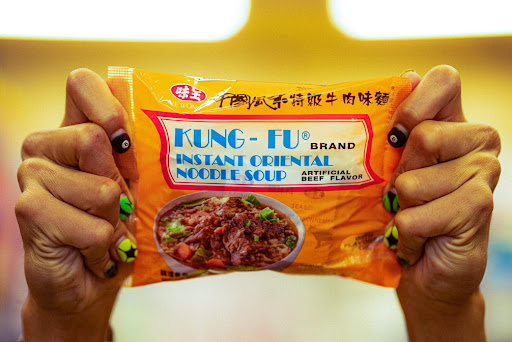 味王
中國風味特級牛肉味麵
KUNG-FU®
BRAND
INSTANT ORIENTAL
NOODLE SOUP
ARTIFICIAL
BEEF FLAVOR